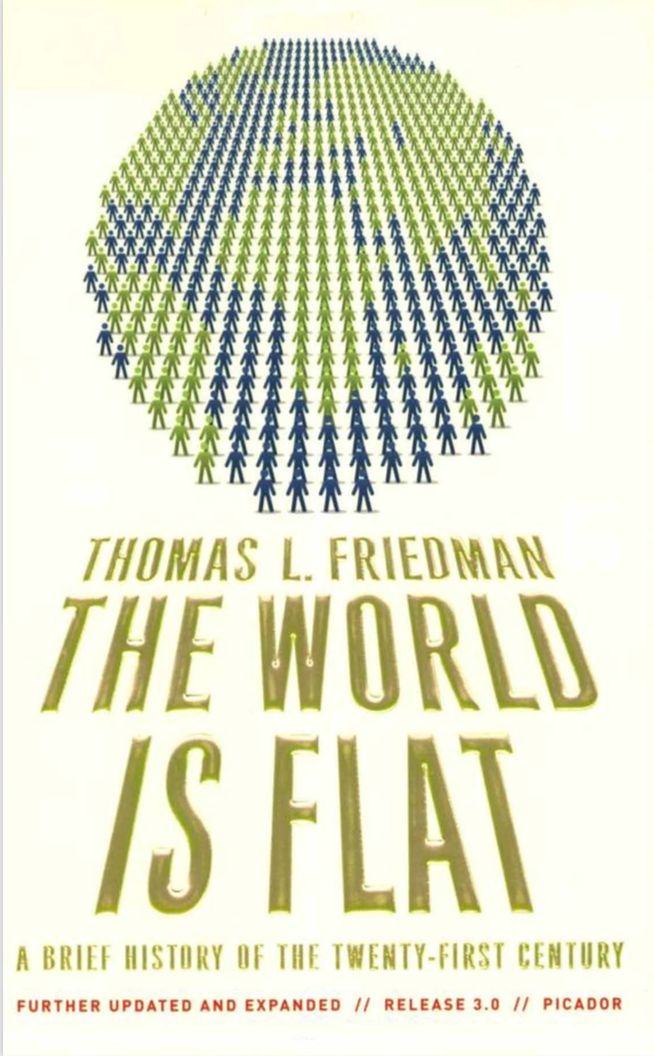 THOMAS L. FRIEDMAN
THE WORLD
IS FLAT
A BRIEF HISTORY OF THE TWENTY-FIRST CENTURY
FURTHER UPDATED AND EXPANDED // RELEASE 3.0 // PICADOR